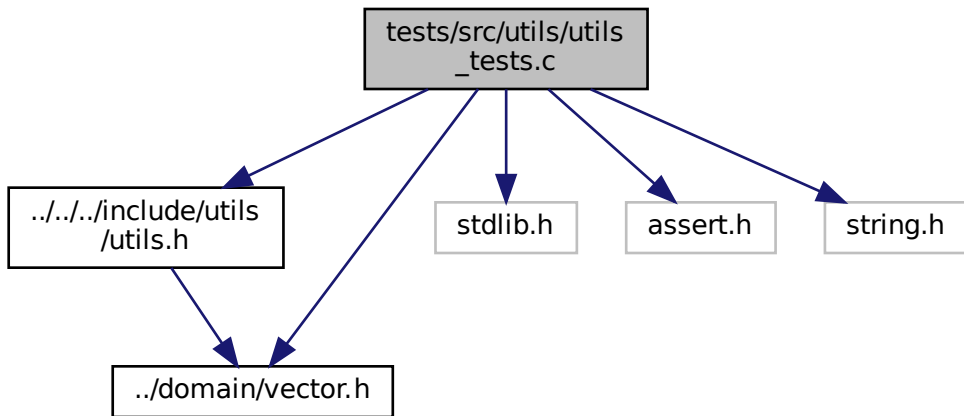 tests/src/utils/utils
_tests.c
../../../include/utils
/utils.h
stdlib.h
assert.h
string.h
../domain/vector.h